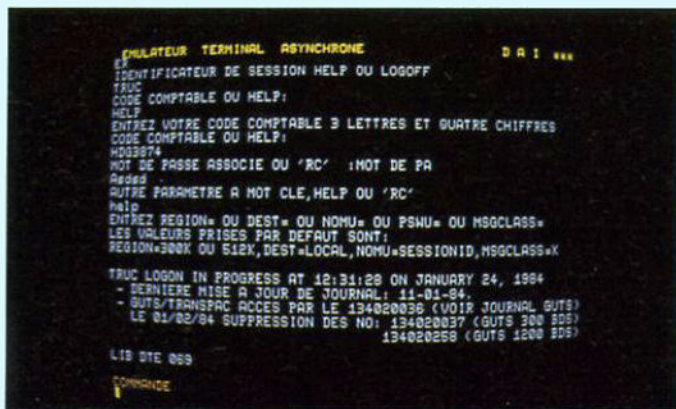 EMULATEUR TERMINAL ASYNCHRONE D A I
IDENTIFICATEUR DE SESSION HELP OU LOGOFF
TRUC
CODE COMPTABLE OU HELP:
HELP
ENTREZ VOTRE CODE COMPTABLE 3 LETTRES ET QUATRE CHIFFRES
CODE COMPTABLE OU HELP:
HDG3874
MOT DE PASSE ASSOCIE OU 'RC' :MOT DE PA
AUTRE PARAMETRE A MOT CLE,HELP OU 'RC'
help
ENTREZ REGION= OU DEST= OU NOMU= OU PSWU= OU MSGCLASS=
LES VALEURS PRISES PAR DEFAUT SONT:
REGION=300K OU 512K,DEST=LOCAL,NOMU=SESSIONID,MSGCLASS=X
TRUC LOGON IN PROGRESS AT 12:31:28 ON JANUARY 24, 1984
- DERNIERE MISE A JOUR DE JOURNAL: 11-01-84.
- GUTS/TRANSPAC ACCES PAR LE 134020036 (VOIR JOURNAL GUTS)
LE 01/02/84 SUPPRESSION DES NO: 134020037 (GUTS 300 BDS)
134020258 (GUTS 1200 BDS)
LIB DTE 069
COMMANDE